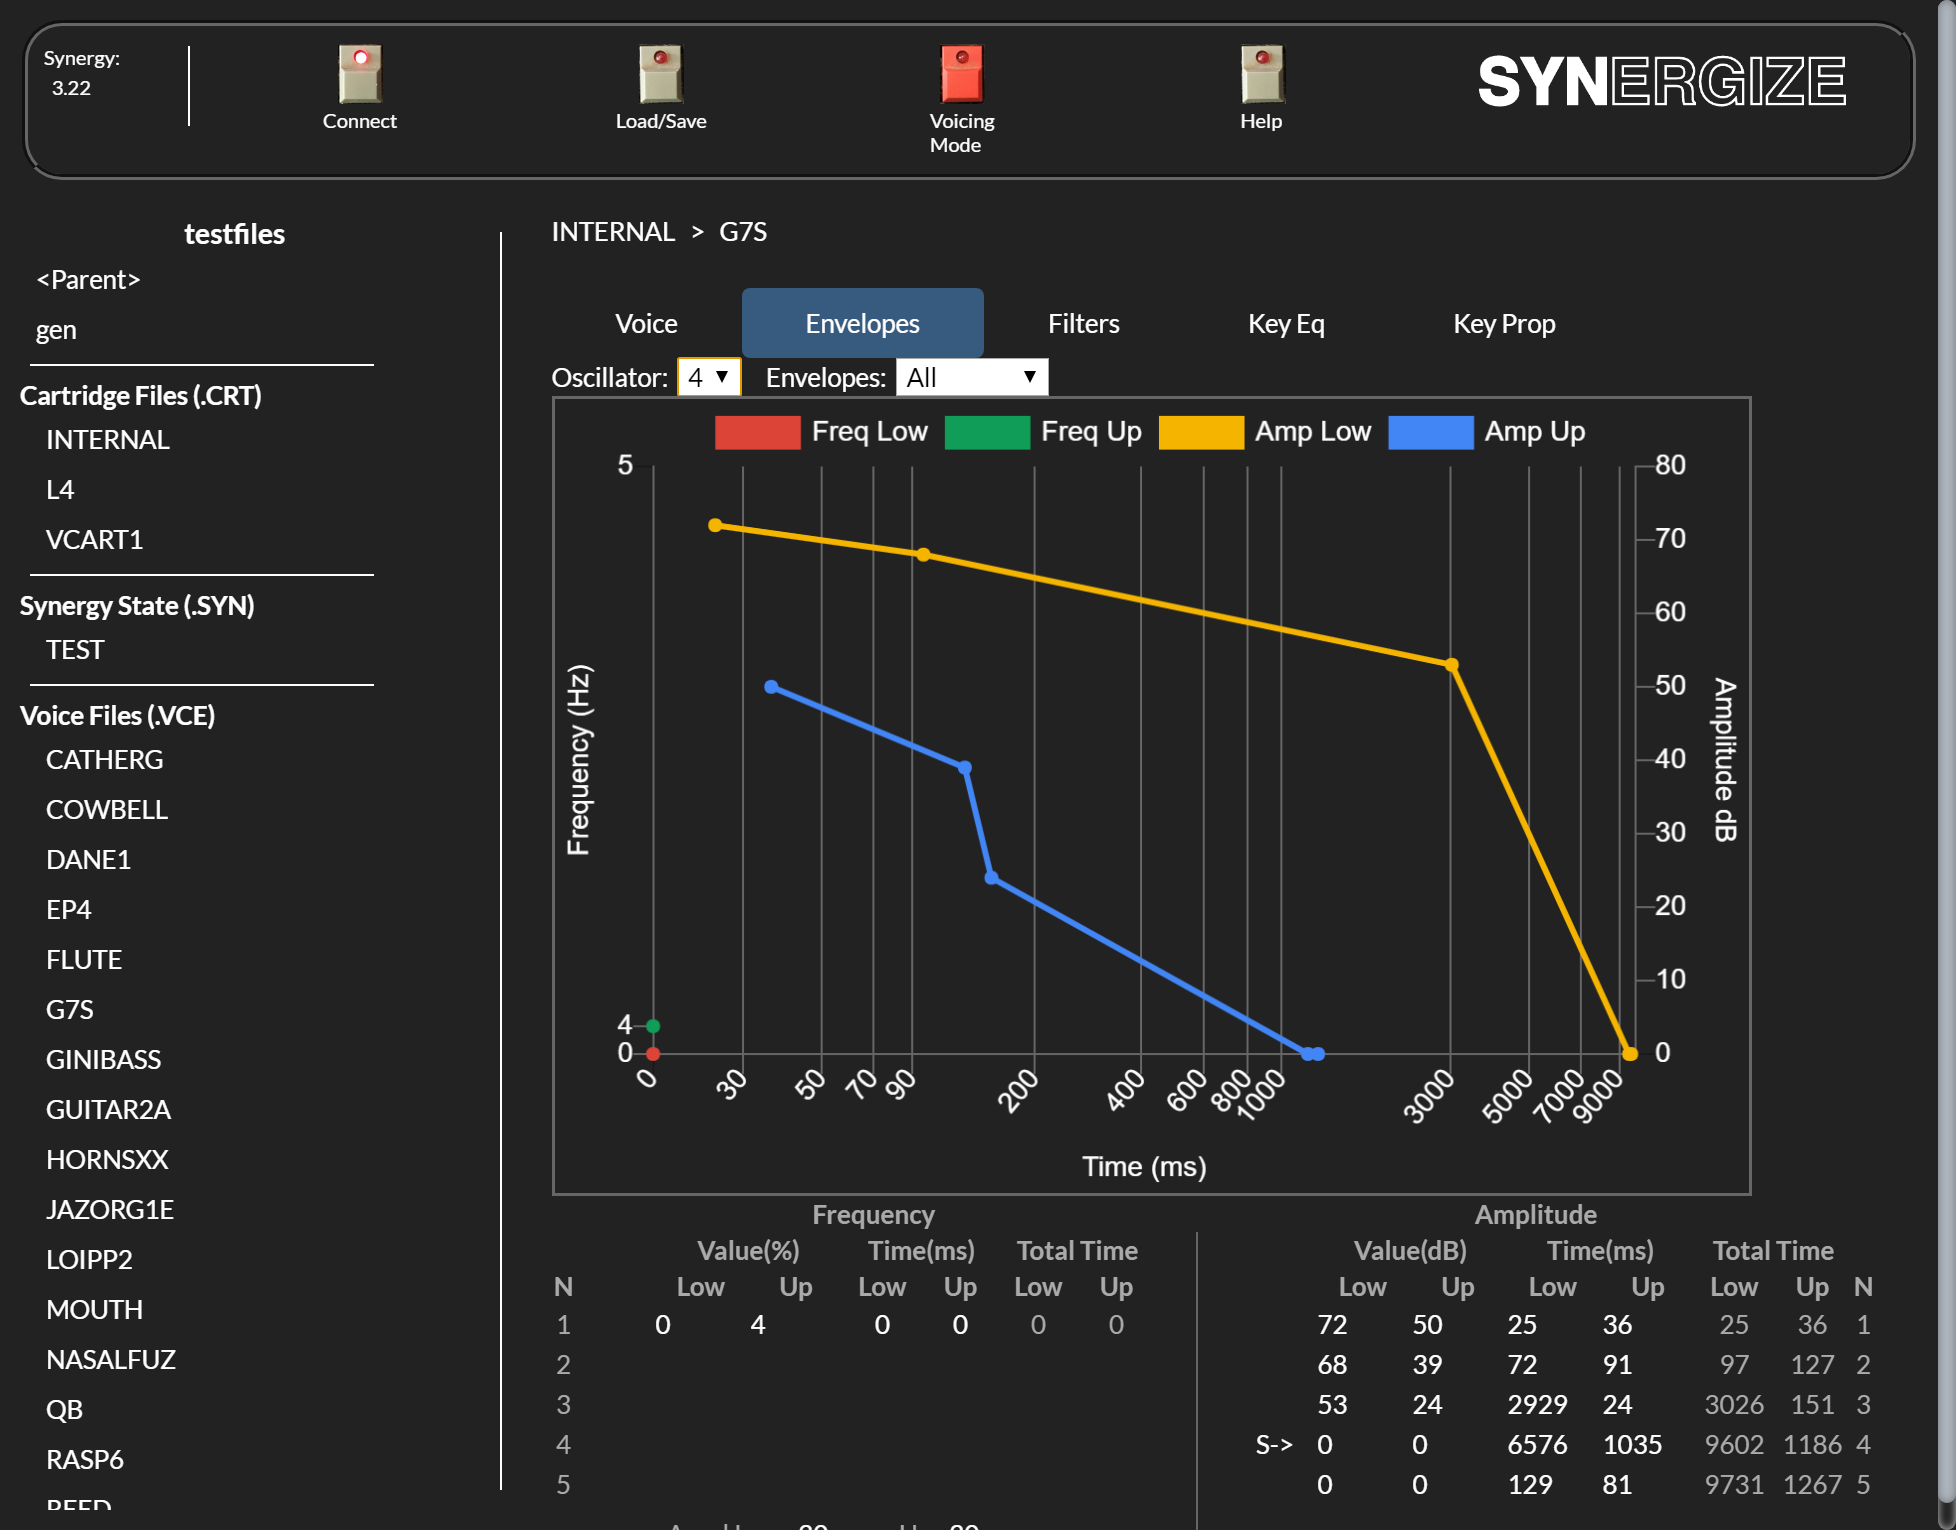 Synergy:
3.22
Connect
Load/Save
Voicing
Mode
Help
SYNERGIZE
testfiles
<Parent>
gen
Cartridge Files (.CRT)
INTERNAL
L4
VCART1
Synergy State (.SYN)
TEST
Voice Files (.VCE)
CATHERG
COWBELL
DANE1
EP4
FLUTE
G7S
GINIBASS
GUITAR2A
HORNSXX
JAZORG1E
LOIPP2
MOUTH
NASALFUZ
QB
RASP6
INTERNAL > G7S
Voice Envelopes Filters Key Eq Key Prop
Oscillator: 4 Envelopes: All
Freq Low Freq Up Amp Low Amp Up
5
4
0
Frequency (Hz)
80
70
60
50
40
30
20
10
0
Amplitude dB
0 30 50 70 90 200 400 600 800 1000 3000 5000 7000 9000
Time (ms)
Frequency Amplitude
Value(%) Time(ms) Total Time Value(dB) Time(ms) Total Time
N Low Up Low Up Low Up Low Up Low Up Low Up N
1 0 4 0 0 0 0 72 50 25 36 25 36 1
2 68 39 72 91 97 127 2
3 53 24 2929 24 3026 151 3
4 S-> 0 0 6576 1035 9602 1186 4
5 0 0 129 81 9731 1267 5